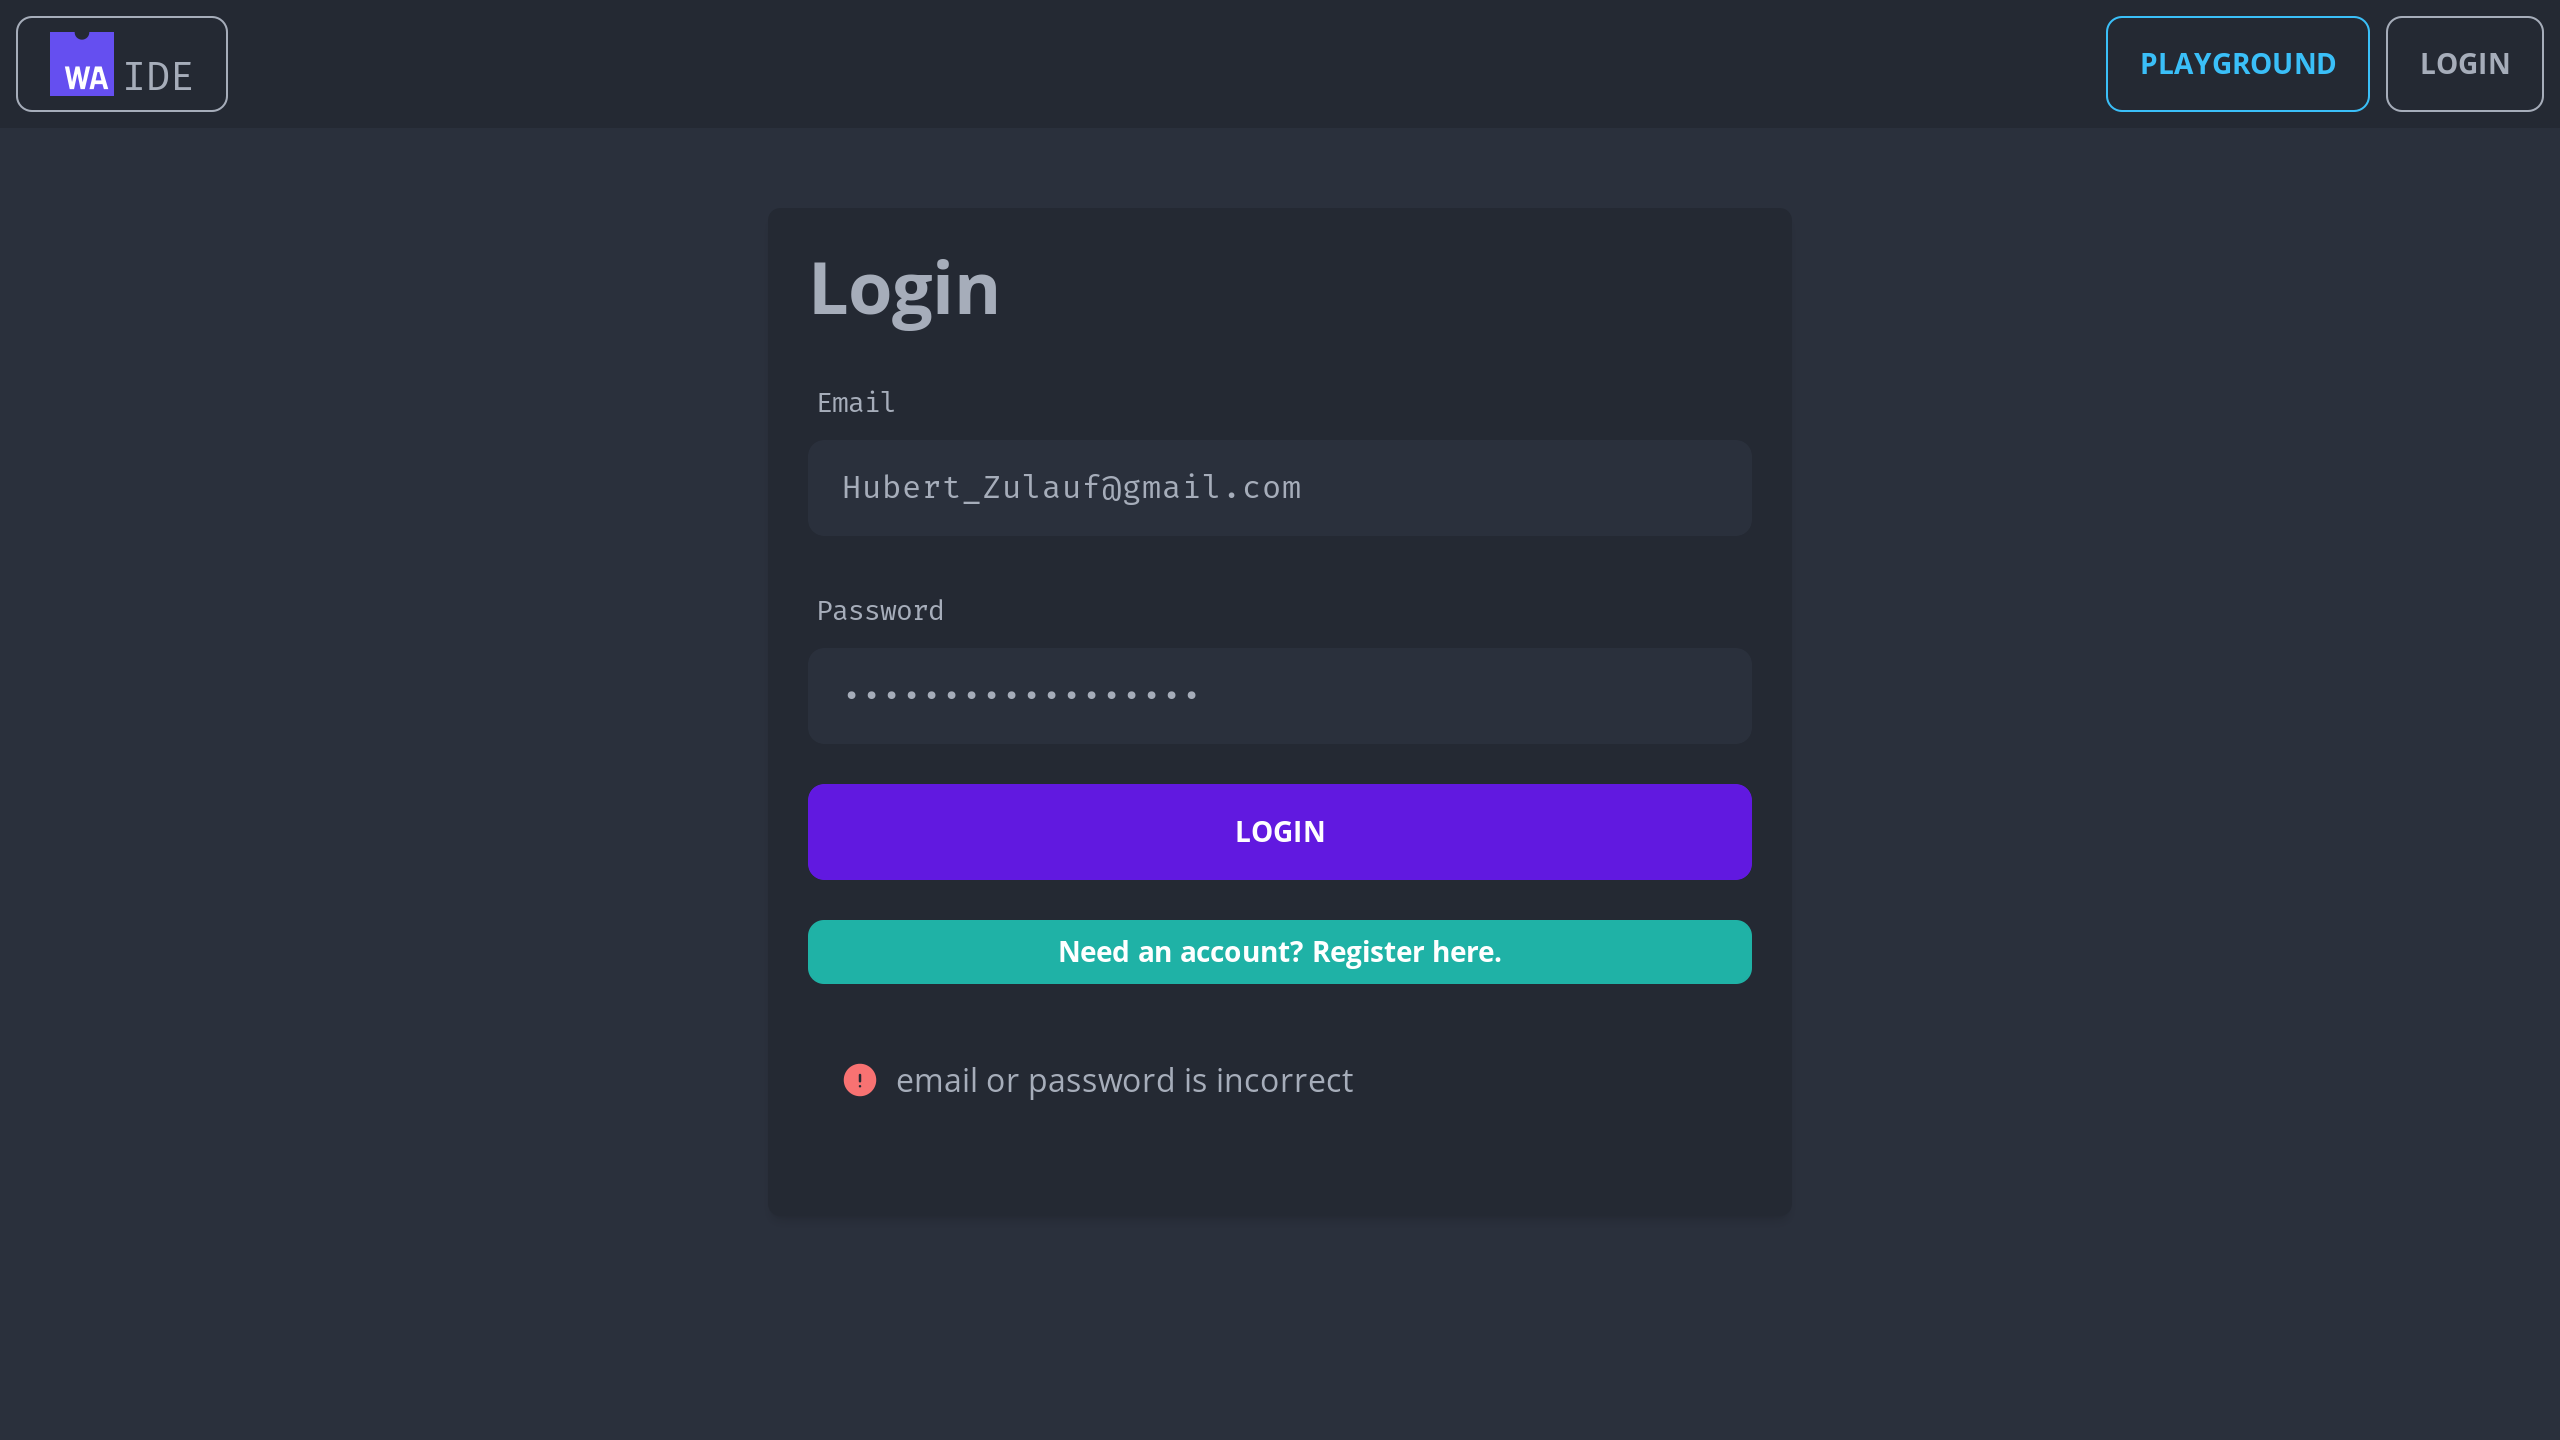 WA IDE
PLAYGROUND
LOGIN
Login
Email
Hubert_Zulauf@gmail.com
Password
••••••••••••••••••
LOGIN
Need an account? Register here.
email or password is incorrect